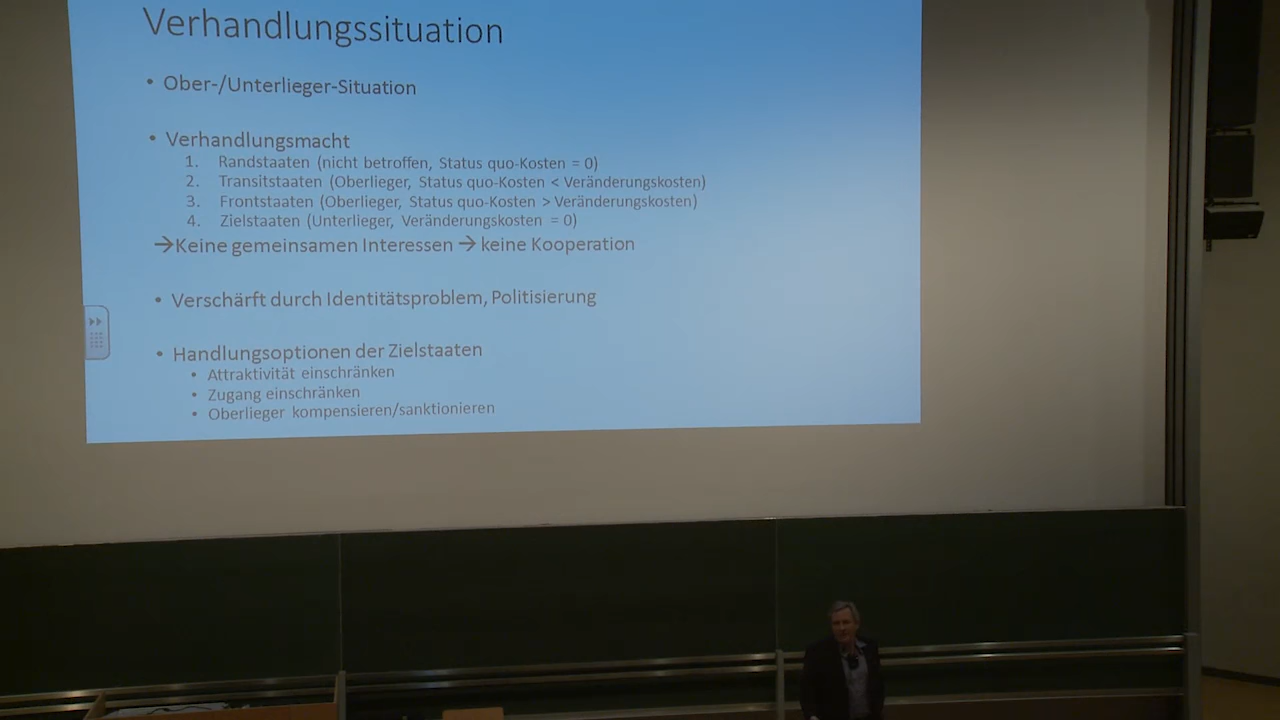 Verhandlungssituation
• Ober-/Unterlieger-Situation
• Verhandlungsmacht
1. Randstaaten (nicht betroffen, Status quo-Kosten = 0)
2. Transitstaaten (Oberlieger, Status quo-Kosten < Veränderungskosten)
3. Frontstaaten (Oberlieger, Status quo-Kosten > Veränderungskosten)
4. Zielstaaten (Unterlieger, Veränderungskosten = 0)
→Keine gemeinsamen Interessen → keine Kooperation
• Verschärft durch Identitätsproblem, Politisierung
• Handlungsoptionen der Zielstaaten
• Attraktivität einschränken
• Zugang einschränken
• Oberlieger kompensieren/sanktionieren